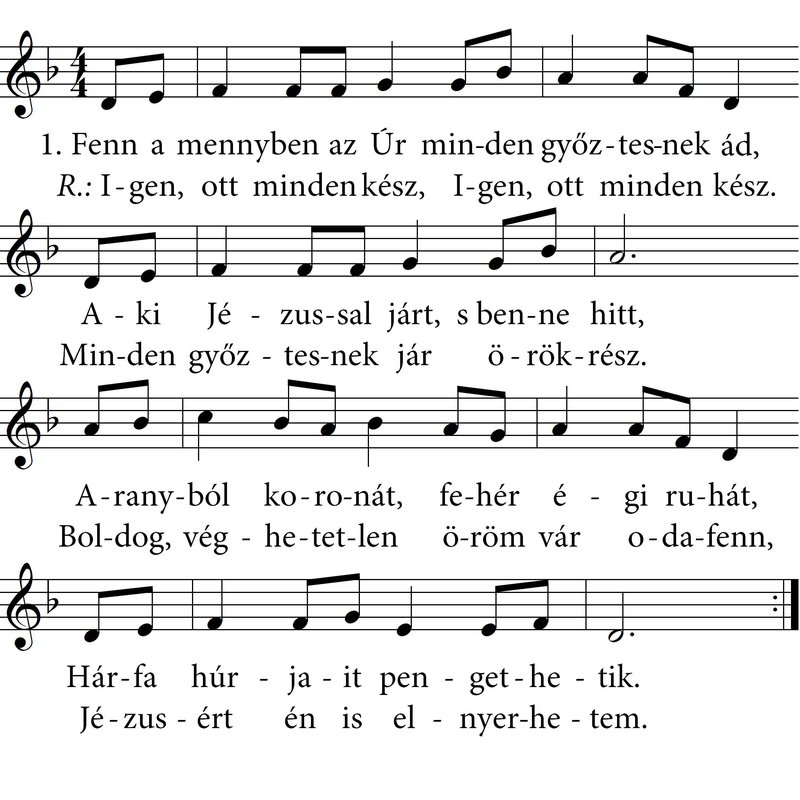 1. Fenn a mennyben az Úr min-den győz-tes-nek ád,
R.: I-gen, ott minden kész, I-gen, ott minden kész.
A - ki Jé - zus-sal járt, s ben-ne hitt,
Min-den győz - tes-nek jár ö-rök-rész.
A-rany-ból ko-ro-nát, fe-hér é - gi ru-hát,
Bol-dog, vég - he-tet-len ö-röm vár o-da-fenn,
Hár-fa húr - ja - it pen - get-he - tik.
Jé-zus - ért én is el - nyer-he - tem.